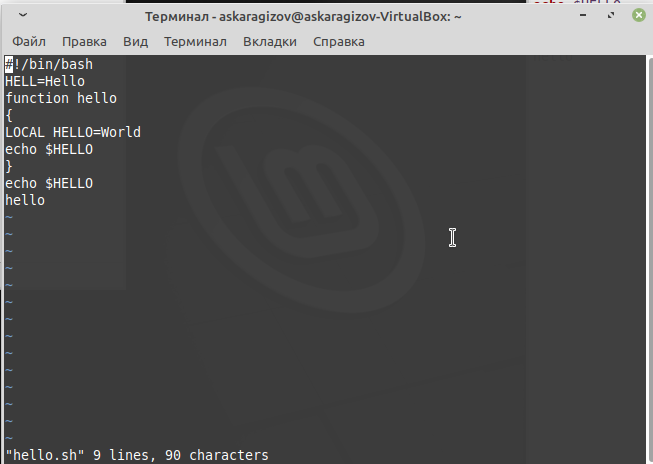 Терминал - askaragizov@askaragizov-VirtualBox: ~
Файл Правка Вид Терминал Вкладки Справка
#!/bin/bash
HELL=Hello
function hello
{
LOCAL HELLO=World
echo $HELLO
}
echo $HELLO
hello
~
~
~
~
~
~
~
~
~
~
~
~
~
~
"hello.sh" 9 lines, 90 characters